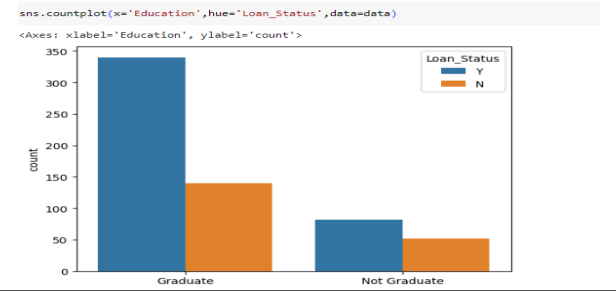 sns.countplot(x='Education',hue='Loan_Status',data=data)
<Axes: xlabel='Education', ylabel='count'>
350
300
250
200
150
100
50
0
count
Loan_Status
Y
N
Graduate
Not Graduate